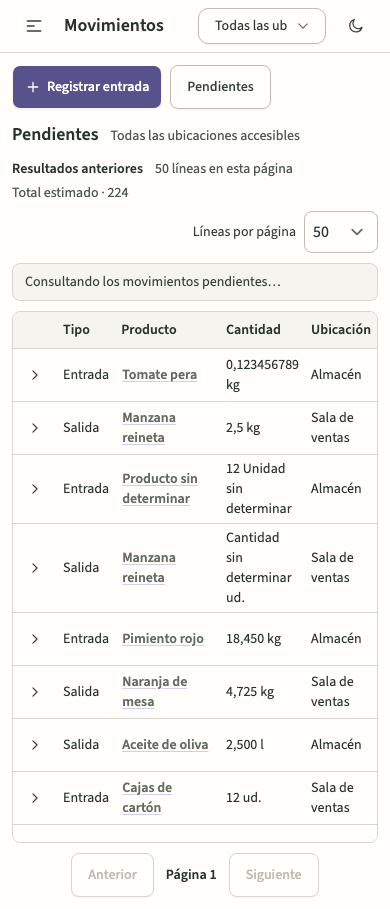 Movimientos
Todas las ub
Registrar entrada
Pendientes
Pendientes Todas las ubicaciones accesibles
Resultados anteriores 50 líneas en esta página
Total estimado · 224
Líneas por página 50
Consultando los movimientos pendientes…
Tipo Producto Cantidad Ubicación
Entrada Tomate pera 0,123456789 kg Almacén
Salida Manzana reineta 2,5 kg Sala de ventas
Entrada Producto sin determinar 12 Unidad sin determinar Almacén
Salida Manzana reineta Cantidad sin determinar ud. Sala de ventas
Entrada Pimiento rojo 18,450 kg Almacén
Salida Naranja de mesa 4,725 kg Sala de ventas
Salida Aceite de oliva 2,500 l Almacén
Entrada Cajas de cartón 12 ud. Sala de ventas
Anterior Página 1 Siguiente